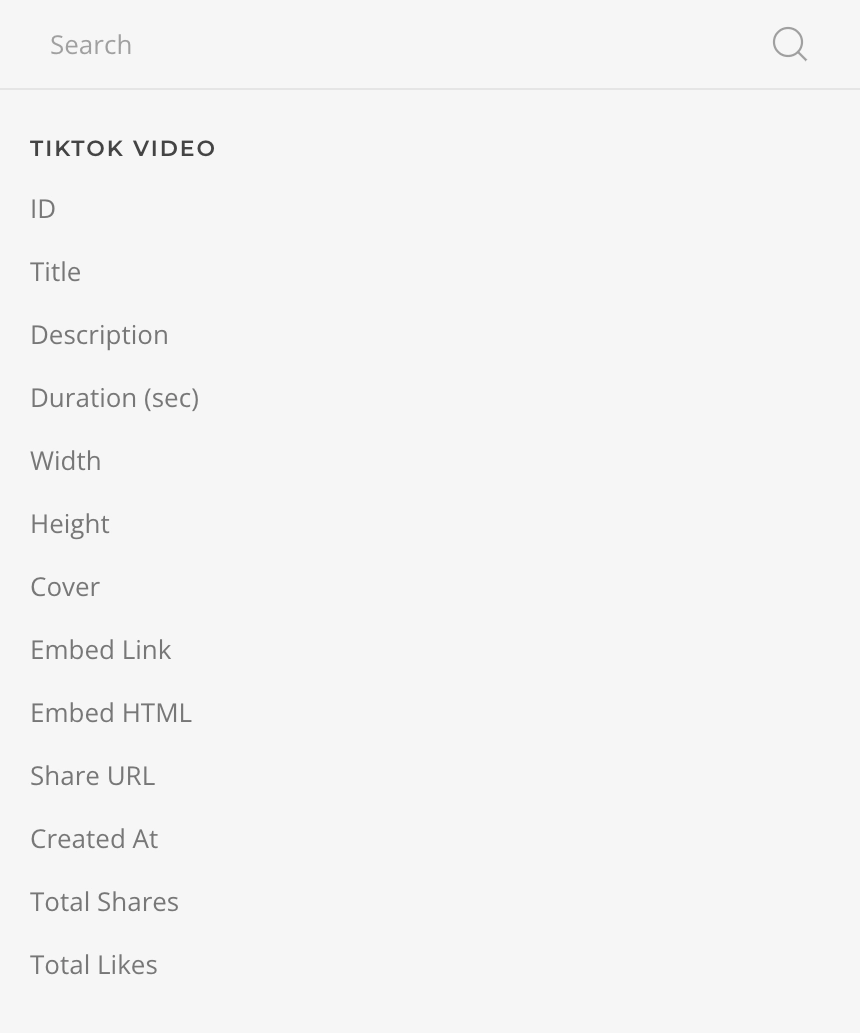 Search
TIKTOK VIDEO
ID
Title
Description
Duration (sec)
Width
Height
Cover
Embed Link
Embed HTML
Share URL
Created At
Total Shares
Total Likes